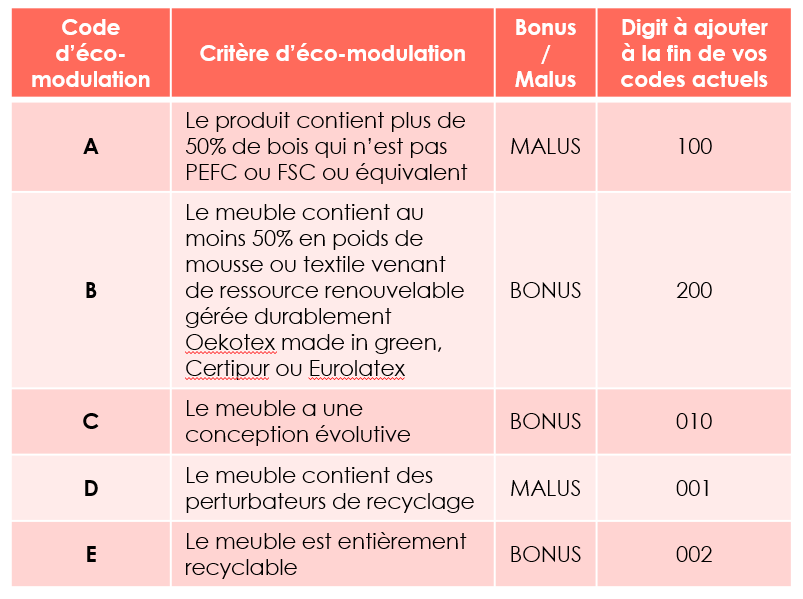 Code
d’éco-
modulation
Critère d’éco-modulation
Bonus
/
Malus
Digit à ajouter
à la fin de vos
codes actuels
A
Le produit contient plus de
50% de bois qui n’est pas
PEFC ou FSC ou équivalent
MALUS
100
B
Le meuble contient au
moins 50% en poids de
mousse ou textile venant
de ressource renouvelable
gérée durablement
Oekotex made in green,
Certipur ou Eurolatex
BONUS
200
C
Le meuble a une
conception évolutive
BONUS
010
D
Le meuble contient des
perturbateurs de recyclage
MALUS
001
E
Le meuble est entièrement
recyclable
BONUS
002